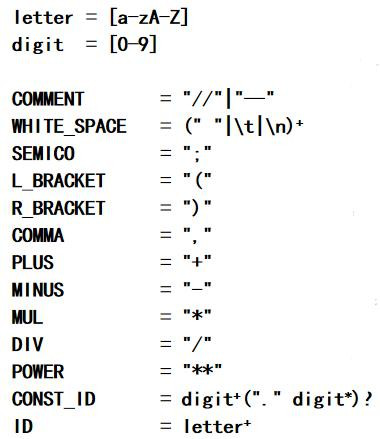 letter = [a-zA-Z]
digit = [0-9]
COMMENT = "//"|"--"
WHITE_SPACE = (" "|\t|\n)+
SEMICO = ";"
L_BRACKET = "("
R_BRACKET = ")"
COMMA = ","
PLUS = "+"
MINUS = "-"
MUL = "*"
DIV = "/"
POWER = "**"
CONST_ID = digit+("." digit*)?
ID = letter+